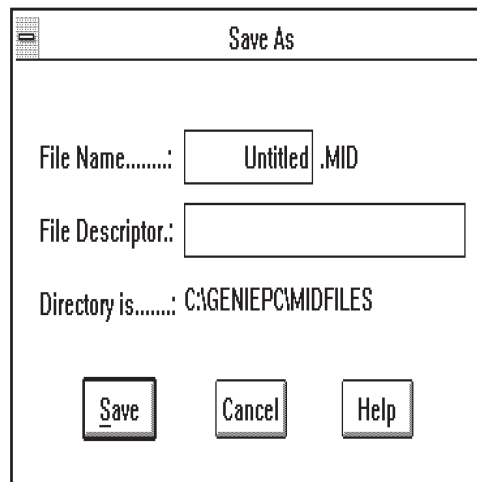 Save As
File Name........: Untitled .MID
File Descriptor.:
Directory is.......: C:\GENIEPC\MIDFILES
Save Cancel Help